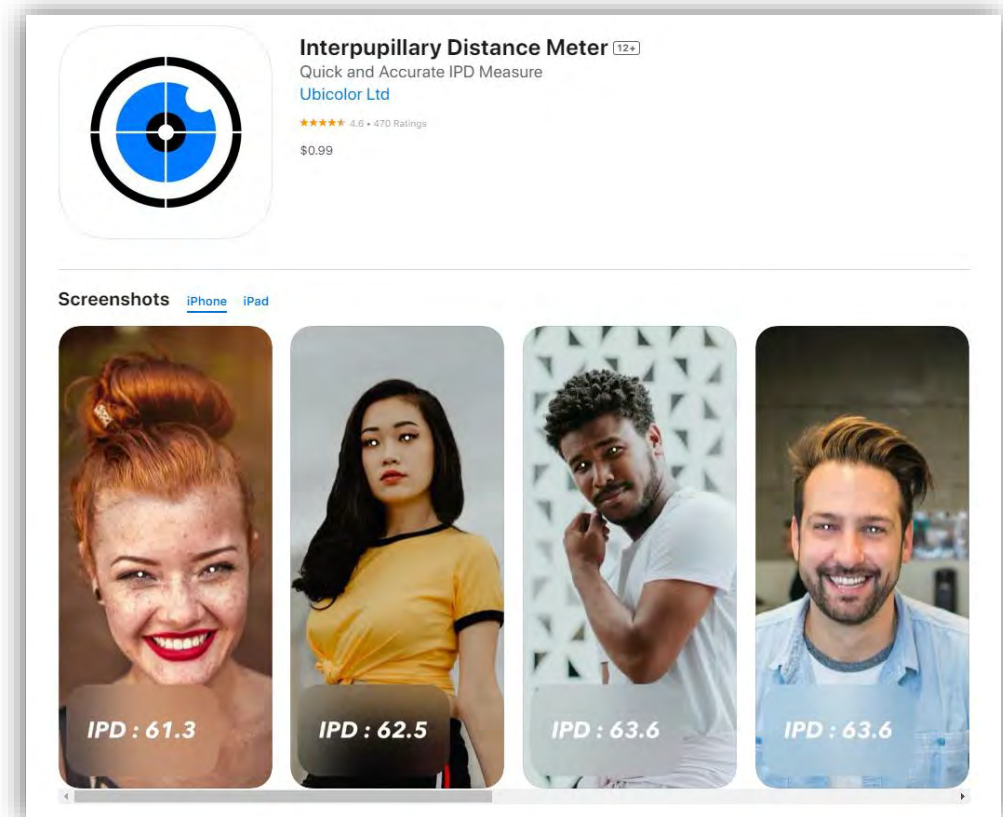 Interpupillary Distance Meter 12+
Quick and Accurate IPD Measure
Ubicolor Ltd
★★★★★ 4.6 • 470 Ratings
$0.99
Screenshots iPhone iPad
IPD : 61.3
IPD : 62.5
IPD : 63.6
IPD : 63.6